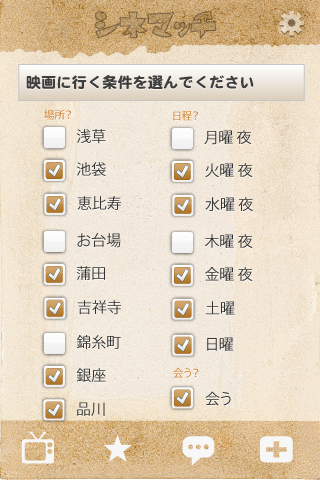 シネマッチ
映画に行く条件を選んでください
場所?
浅草
池袋
恵比寿
お台場
蒲田
吉祥寺
錦糸町
銀座
品川
日程?
月曜 夜
火曜 夜
水曜 夜
木曜 夜
金曜 夜
土曜
日曜
会う?
会う